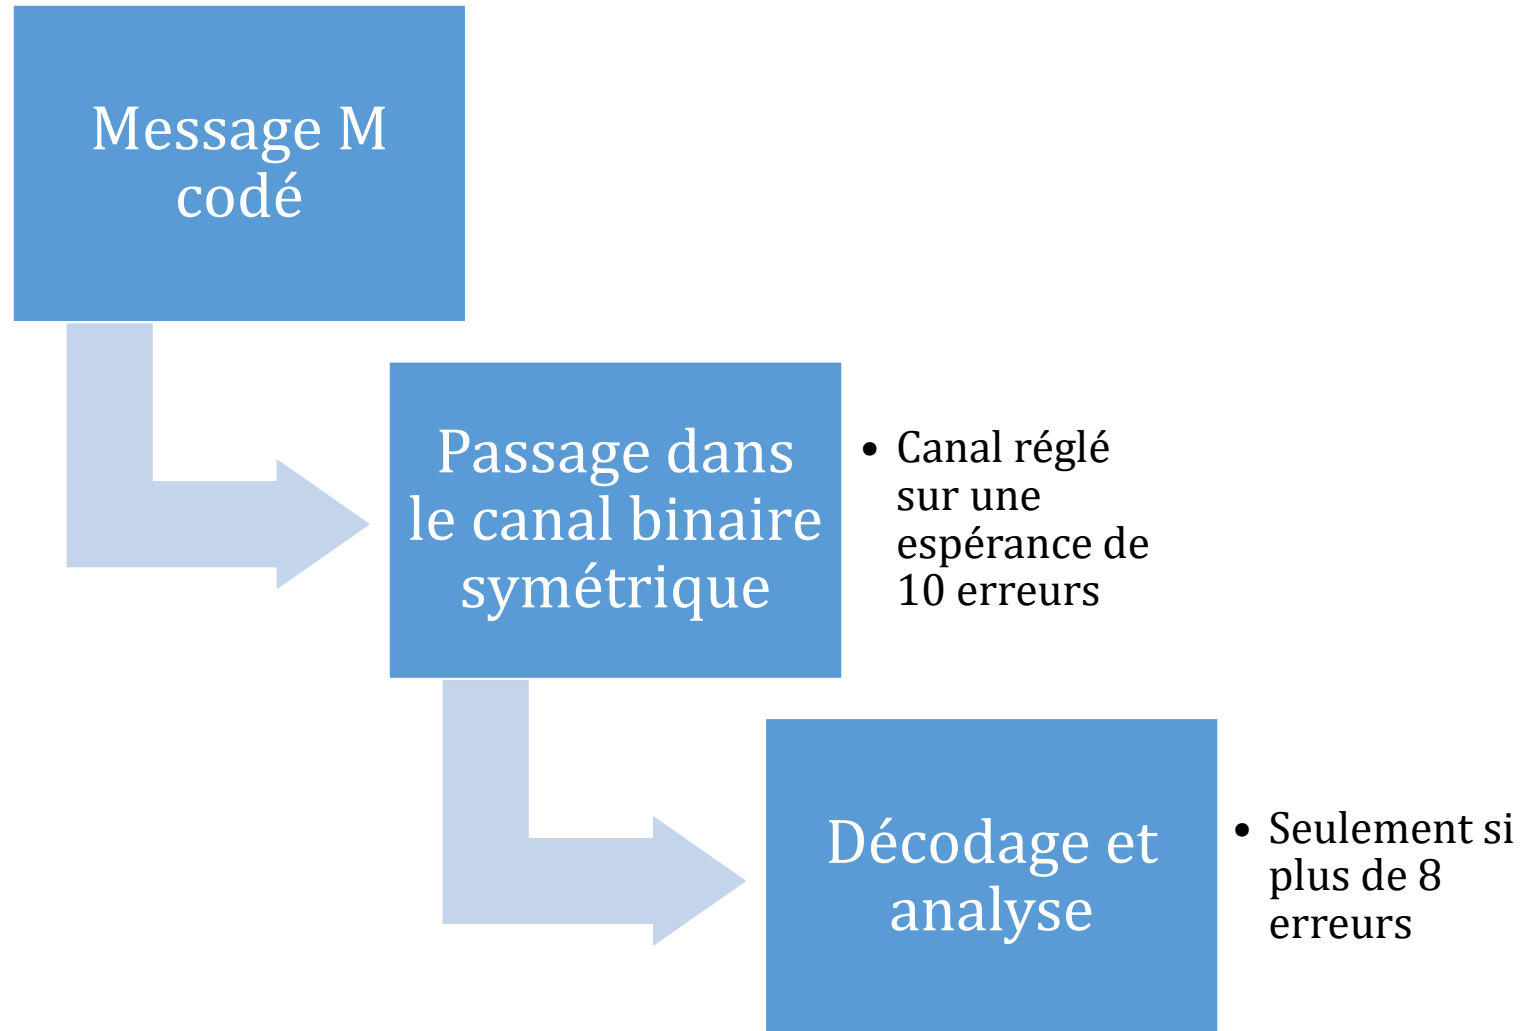 Message M
codé
Passage dans
le canal binaire
symétrique
• Canal réglé
sur une
espérance de
10 erreurs
Décodage et
analyse
• Seulement si
plus de 8
erreurs